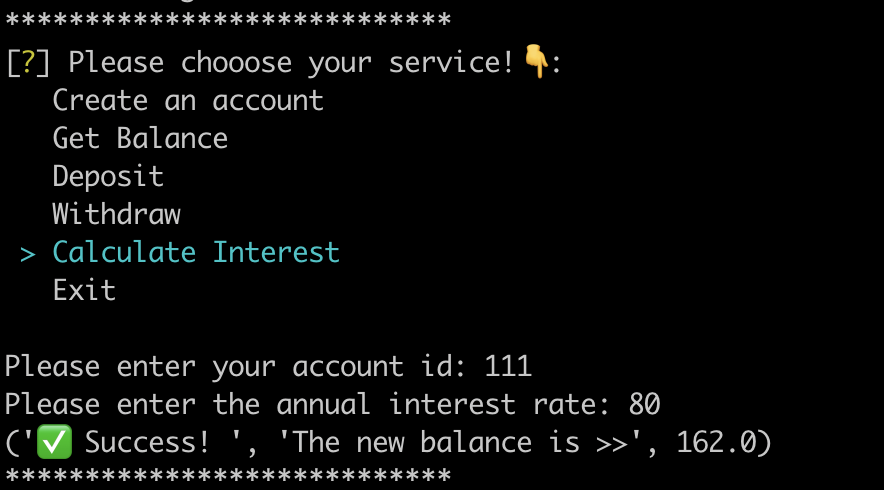 ****************************
[?] Please chooose your service!👇:
Create an account
Get Balance
Deposit
Withdraw
> Calculate Interest
Exit
Please enter your account id: 111
Please enter the annual interest rate: 80
('✅ Success! ', 'The new balance is >>', 162.0)
****************************